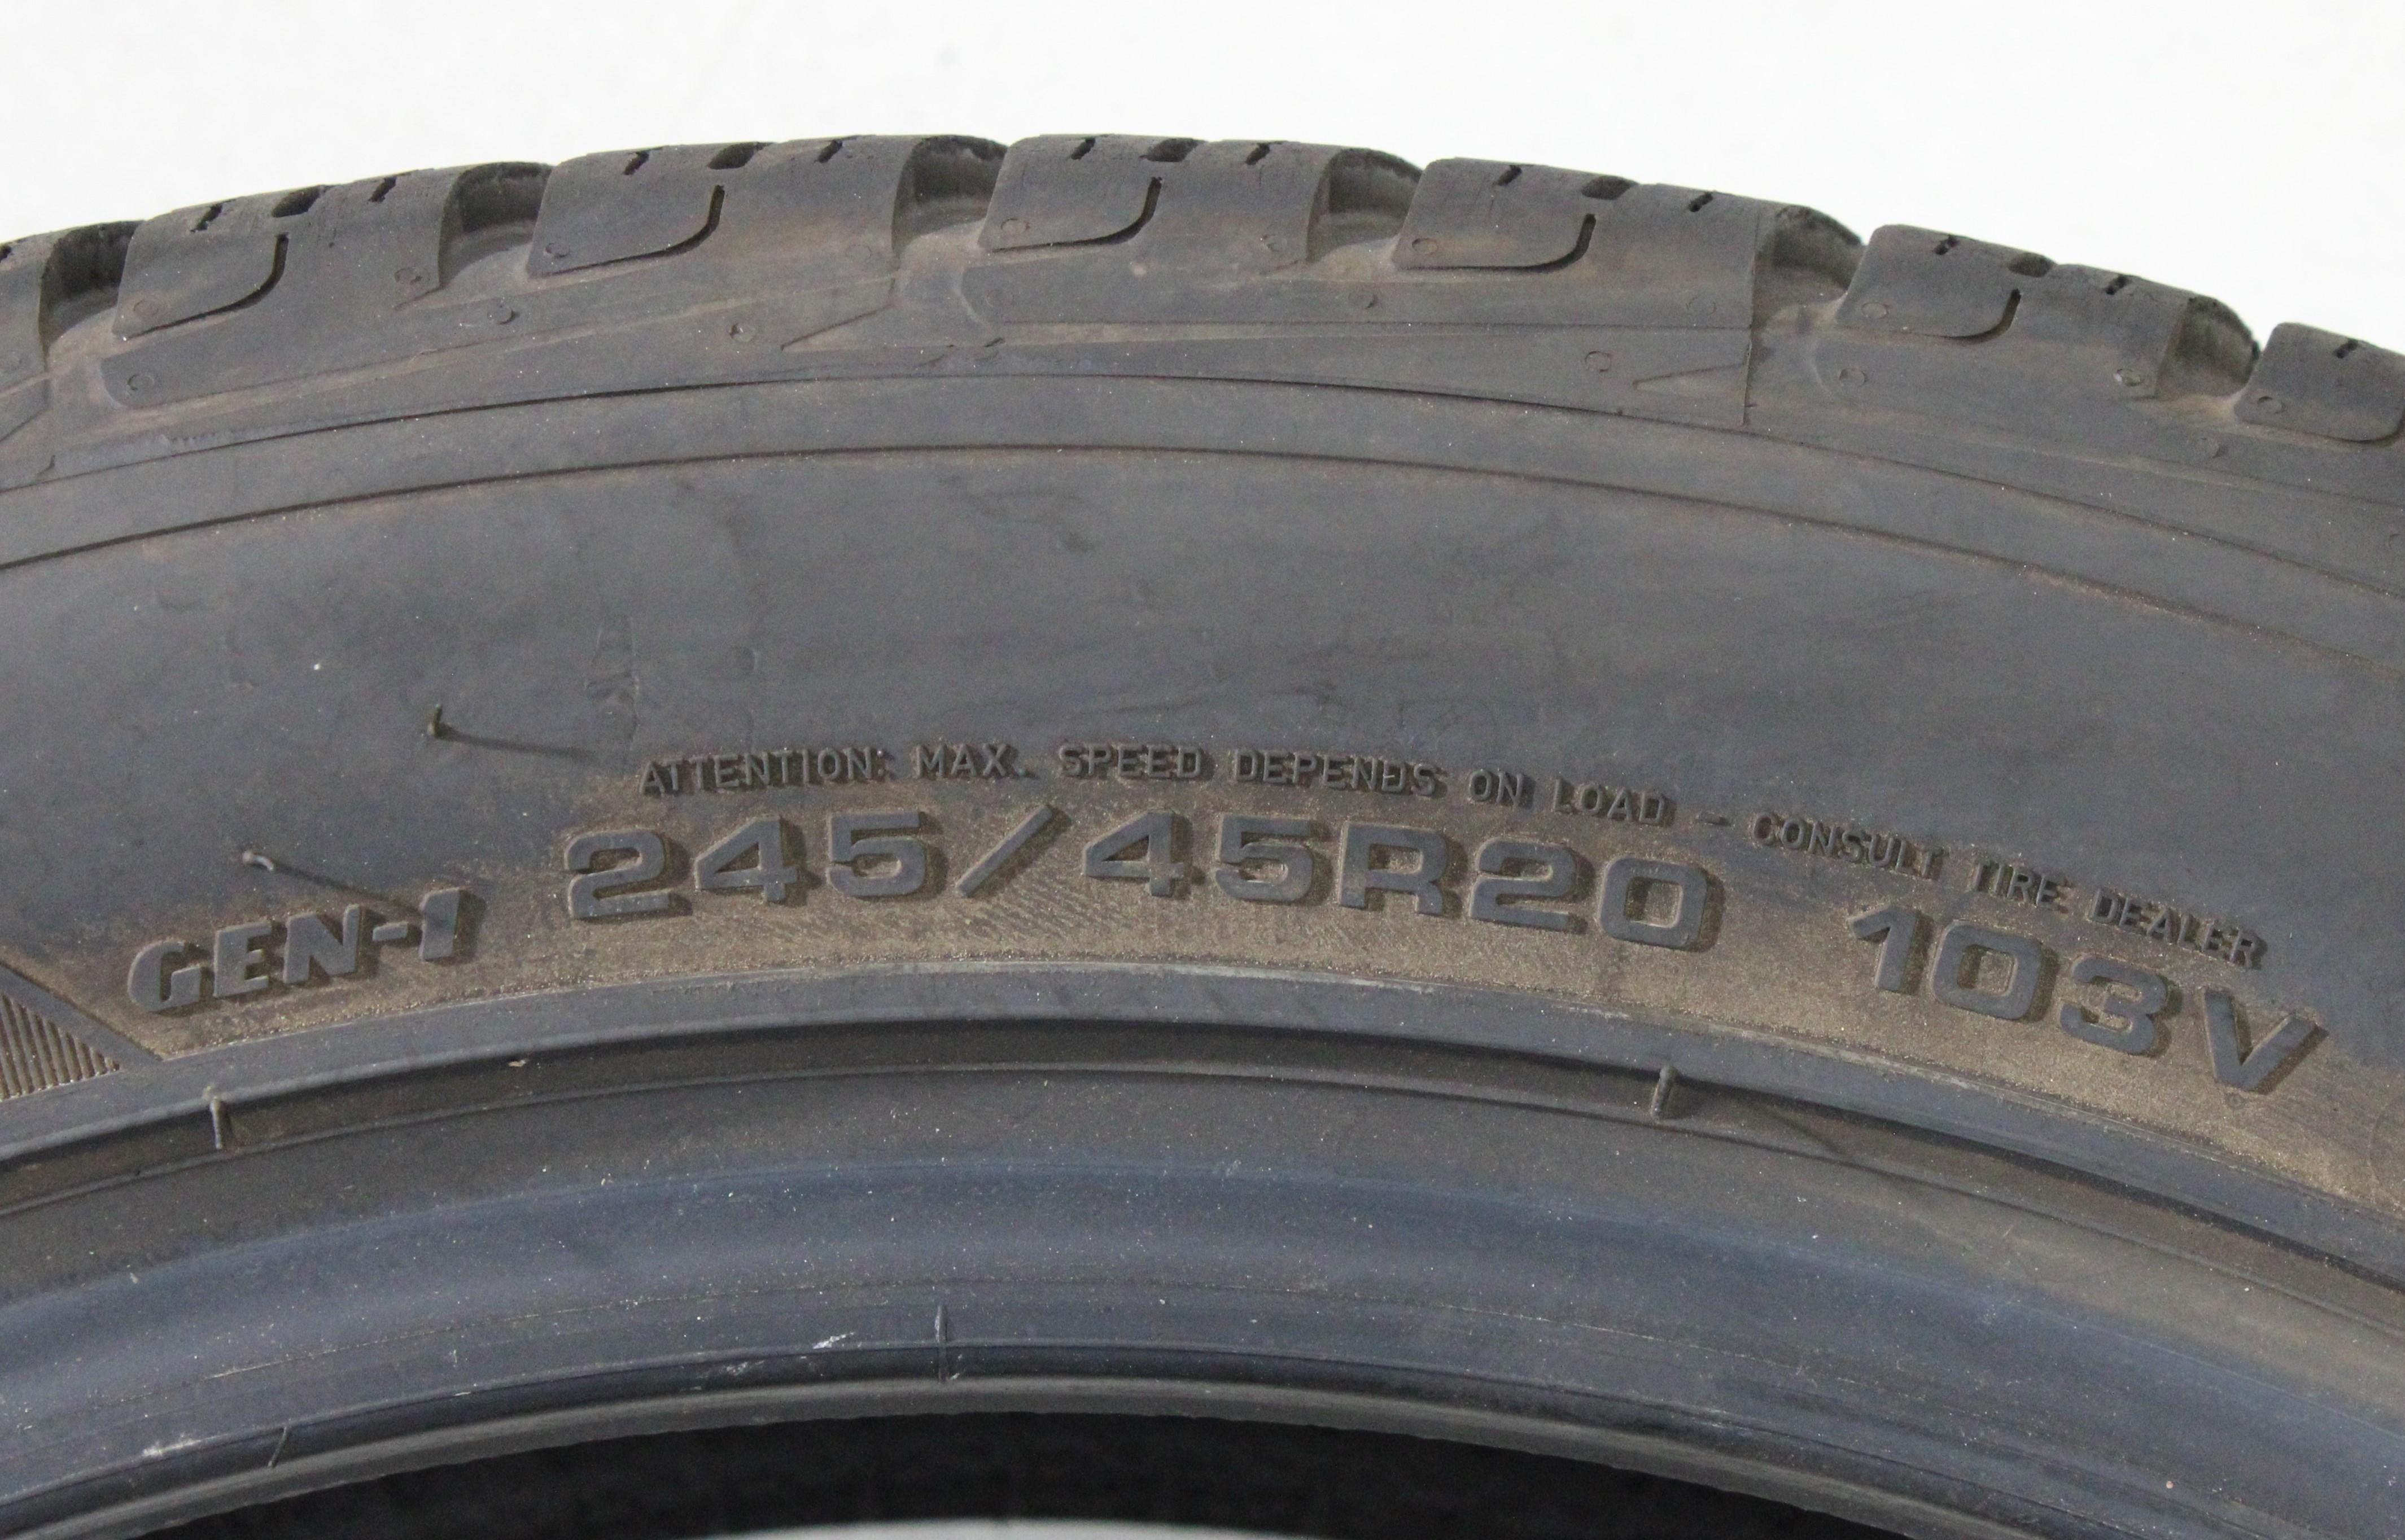 ATTENTION: MAX. SPEED DEPENDS ON LOAD - CONSULT TIRE DEALER
GEN-1 245/45R20 103V